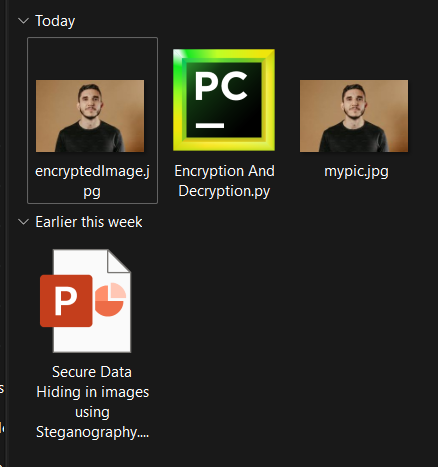 Today
PC
encryptedImage.j
pg
Encryption And
Decryption.py
mypic.jpg
Earlier this week
P
Secure Data
Hiding in images
using
Steganography....